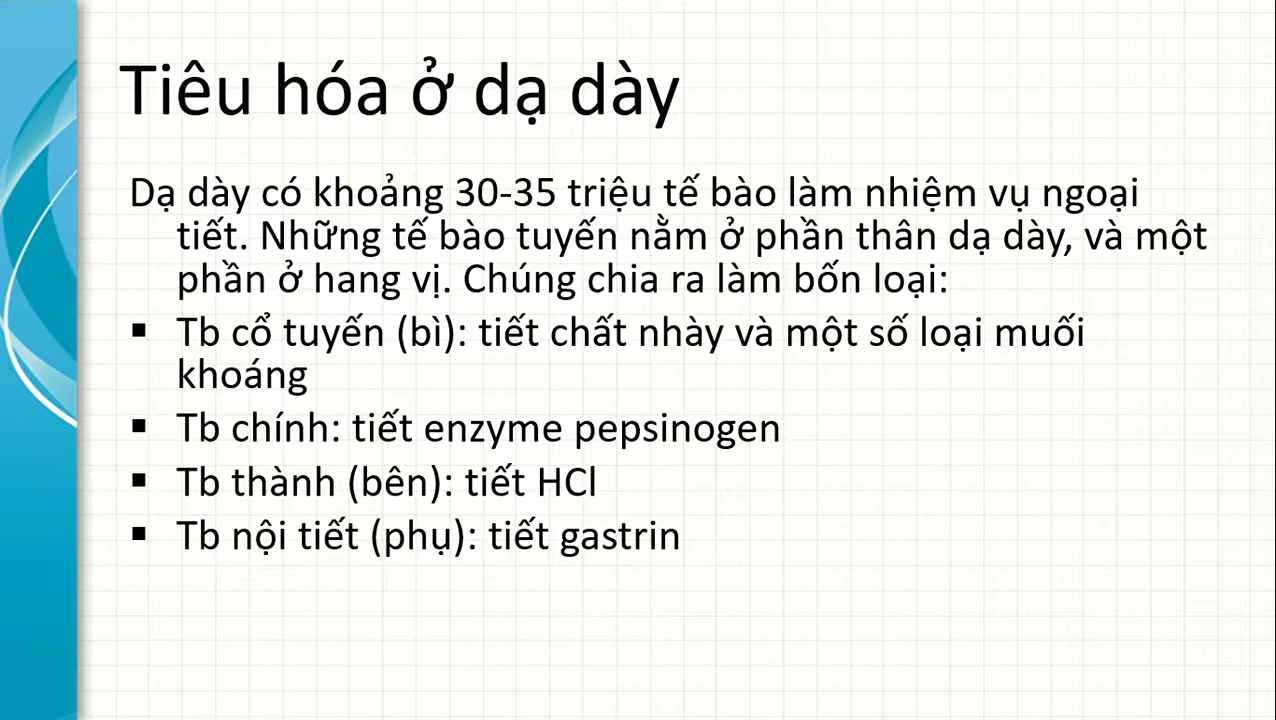 Tiêu hóa ở dạ dày
Dạ dày có khoảng 30-35 triệu tế bào làm nhiệm vụ ngoại
tiết. Những tế bào tuyến nằm ở phần thân dạ dày, và một
phần ở hang vị. Chúng chia ra làm bốn loại:
▪ Tb cổ tuyến (bì): tiết chất nhày và một số loại muối
khoáng
▪ Tb chính: tiết enzyme pepsinogen
▪ Tb thành (bên): tiết HCl
▪ Tb nội tiết (phụ): tiết gastrin